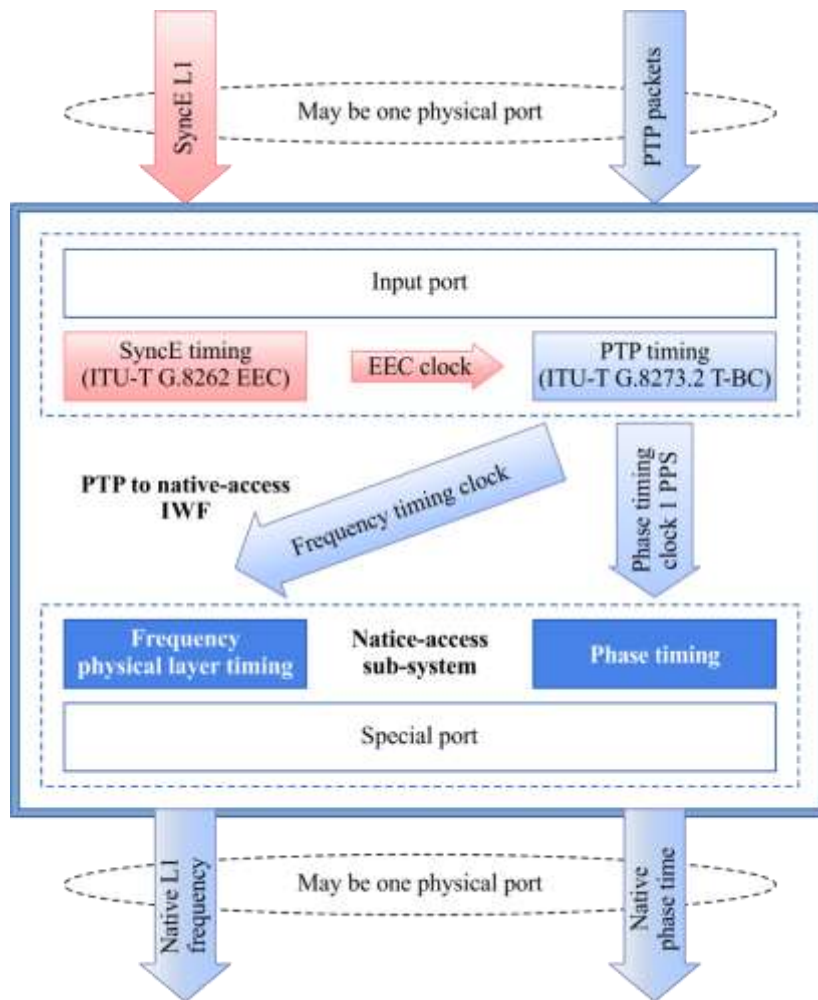 SyncE L1
May be one physical port
PTP packets
Input port
SyncE timing
(ITU-T G.8262 EEC)
EEC clock
PTP timing
(ITU-T G.8273.2 T-BC)
PTP to native-access
IWF
Frequency timing clock
Phase timing
clock 1 PPS
Frequency
physical layer timing
Natice-access
sub-system
Phase timing
Special port
Native L1
frequency
May be one physical port
Native
phase time